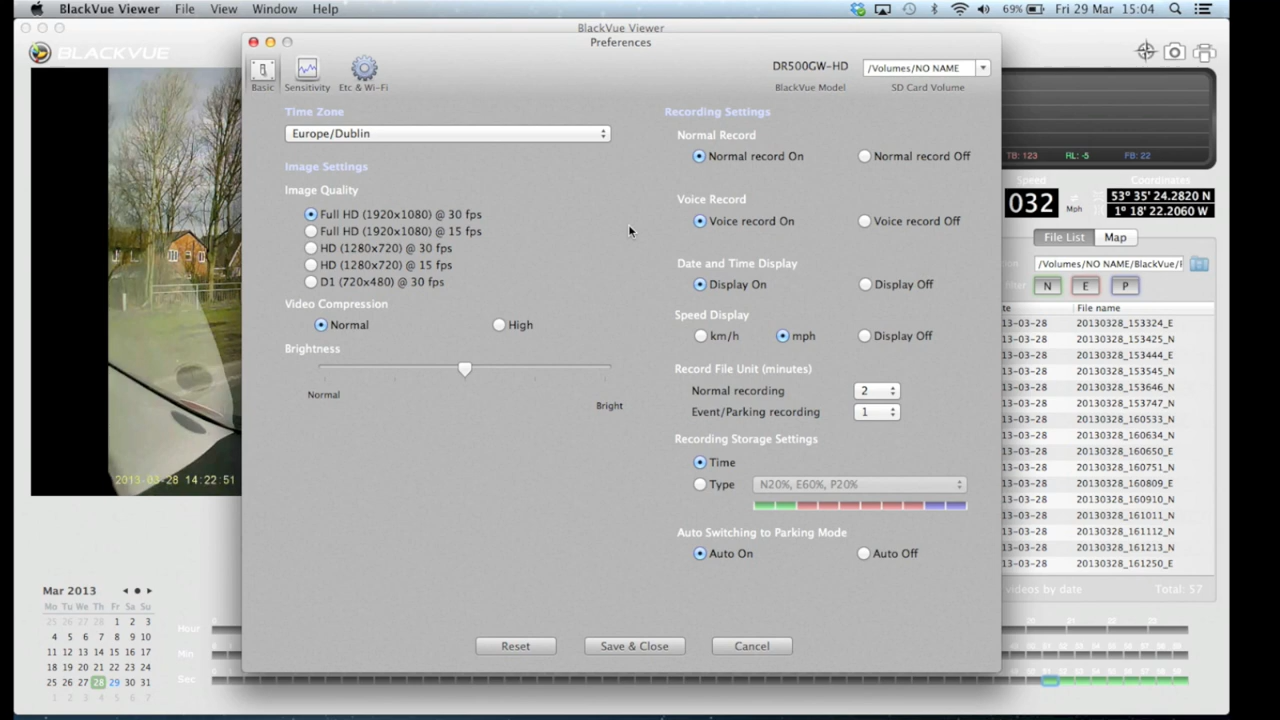 BlackVue Viewer File View Window Help 69% Fri 29 Mar 15:04
BlackVue Viewer
BLACKVUE
Preferences
Basic Sensitivity Etc & Wi-Fi
DR500GW-HD /Volumes/NO NAME
BlackVue Model SD Card Volume
Time Zone
Europe/Dublin
Image Settings
Image Quality
Full HD (1920x1080) @ 30 fps
Full HD (1920x1080) @ 15 fps
HD (1280x720) @ 30 fps
HD (1280x720) @ 15 fps
D1 (720x480) @ 30 fps
Video Compression
Normal High
Brightness
Normal
Bright
Recording Settings
Normal Record
Normal record On Normal record Off
Voice Record
Voice record On Voice record Off
Date and Time Display
Display On Display Off
Speed Display
km/h mph Display Off
Record File Unit (minutes)
Normal recording 2
Event/Parking recording 1
Recording Storage Settings
Time
Type N20%, E60%, P20%
Auto Switching to Parking Mode
Auto On Auto Off
Reset Save & Close Cancel
2013-03-28 14:22:51
TB: 123 RL: -5 FB: 22
Speed Coordinates
032 Mph 53° 35' 24.2820 N
1° 18' 22.2060 W
File List Map
/Volumes/NO NAME/BlackVue/
N E P
te File name
13-03-28 20130328_153324_E
13-03-28 20130328_153425_N
13-03-28 20130328_153444_E
13-03-28 20130328_153545_N
13-03-28 20130328_153646_N
13-03-28 20130328_153747_N
13-03-28 20130328_160533_N
13-03-28 20130328_160634_N
13-03-28 20130328_160650_E
13-03-28 20130328_160751_N
13-03-28 20130328_160809_E
13-03-28 20130328_160910_N
13-03-28 20130328_161011_N
13-03-28 20130328_161112_N
13-03-28 20130328_161213_N
13-03-28 20130328_161250_E
videos by date Total: 57
Mar 2013
Mo Tu We Th Fr Sa Su
25 26 27 28 1 2 3
4 5 6 7 8 9 10
11 12 13 14 15 16 17
18 19 20 21 22 23 24
25 26 27 28 29 30 31
1 2 3 4 5 6 7
Hour
Min
Sec